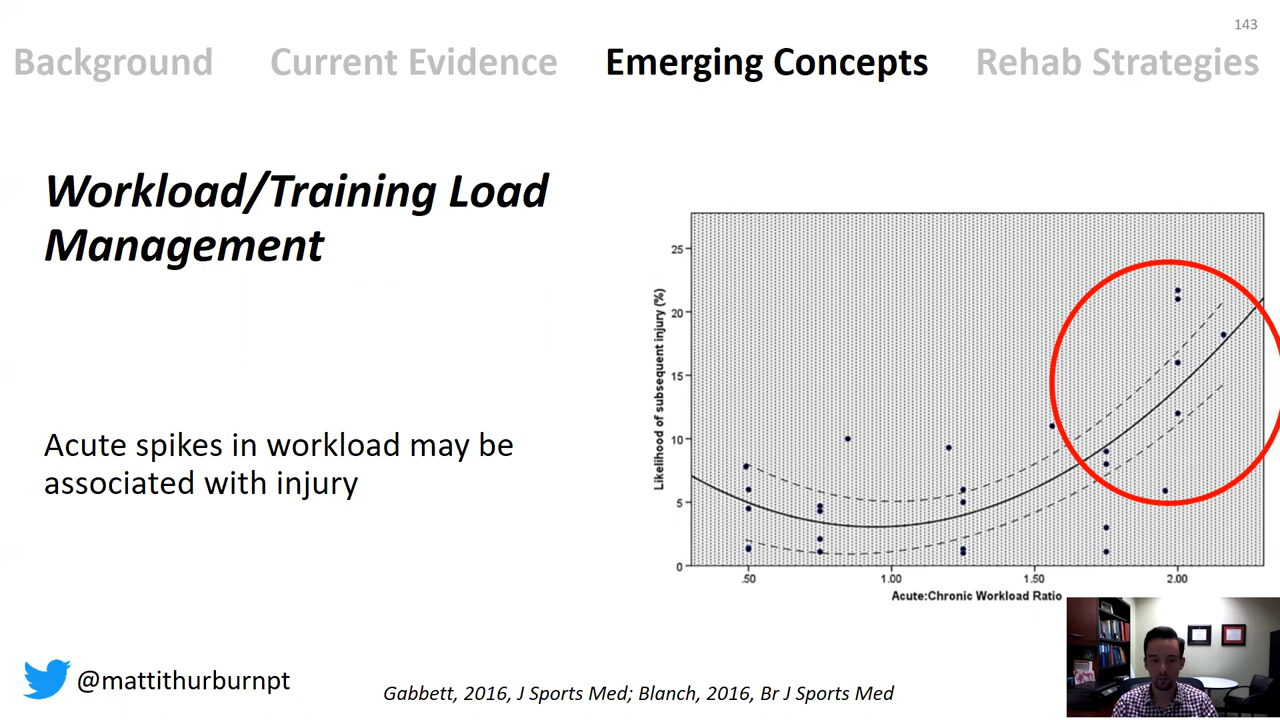 143
Background Current Evidence Emerging Concepts Rehab Strategies
Workload/Training Load
Management
Acute spikes in workload may be
associated with injury
Likelihood of subsequent injury (%)
25
20
15
10
5
0
.50 1.00 1.50 2.00
Acute:Chronic Workload Ratio
@mattithurburnpt
Gabbett, 2016, J Sports Med; Blanch, 2016, Br J Sports Med